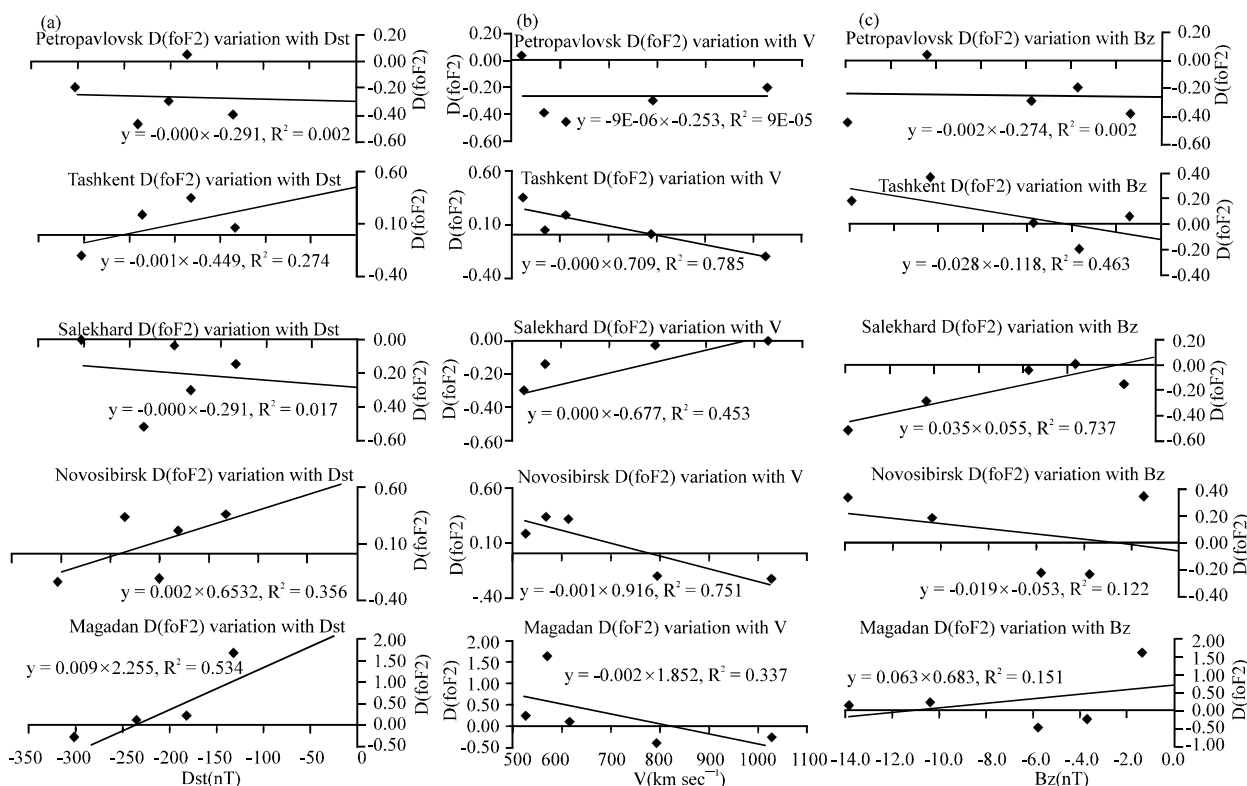 (a)
Petropavlovsk D(foF2) variation with Dst
0.20
0.00
-0.20
-0.40
0.60
D(foF2)
y = -0.000×-0.291, R² = 0.002
Tashkent D(foF2) variation with Dst
0.60
0.10
-0.40
D(foF2)
y = -0.001×-0.449, R² = 0.274
Salekhard D(foF2) variation with Dst
0.00
0.20
-0.40
0.60
D(foF2)
y = -0.000×-0.291, R² = 0.017
Novosibirsk D(foF2) variation with Dst
0.60
0.10
-0.40
D(foF2)
y = 0.002×0.6532, R² = 0.356
Magadan D(foF2) variation with Dst
2.00
1.50
1.00
0.50
0.00
-0.50
D(foF2)
y = 0.009×2.255, R² = 0.534
-350 -300 -250 -200 -150 -100 -50 0
Dst(nT)
(b)
Petropavlovsk D(foF2) variation with V
0.20
0.00
-0.20
-0.40
0.60
D(foF2)
y = -9E-06×-0.253, R² = 9E-05
Tashkent D(foF2) variation with V
0.60
0.10
-0.40
D(foF2)
y = -0.000×0.709, R² = 0.785
Salekhard D(foF2) variation with V
0.00
0.20
-0.40
-0.60
D(foF2)
y = 0.000×-0.677, R² = 0.453
Novosibirsk D(foF2) variation with V
0.60
0.10
-.40
D(foF2)
y = -0.001×0.916, R² = 0.751
Magadan D(foF2) variation with V
2.00
1.50
1.00
0.50
0.00
-0.50
D(foF2)
y = -0.002×1.852, R² = 0.337
500 600 700 800 900 1000 1100
V(km sec⁻¹)
(c)
Petropavlovsk D(foF2) variation with Bz
0.20
0.00
-0.20
-0.40
0.60
D(foF2)
y = -0.002×-0.274, R² = 0.002
Tashkent D(foF2) variation with Bz
0.40
0.20
0.00
-0.20
0.40
D(foF2)
y = -0.028×-0.118, R² = 0.463
Salekhard D(foF2) variation with Bz
0.20
0.00
-0.20
-0.40
0.60
D(foF2)
y = 0.035×0.055, R² = 0.737
Novosibirsk D(foF2) variation with Bz
0.40
0.20
0.00
-0.20
-0.40
D(foF2)
y = -0.019×-0.053, R² = 0.122
Magadan D(foF2) variation with Bz
2.00
1.50
1.00
0.50
0.00
-0.50
-1.00
D(foF2)
y = 0.063×0.683, R² = 0.151
-14.0 -10.0 -8.0 -6.0 -4.0 -2.0 0.0
Bz(nT)